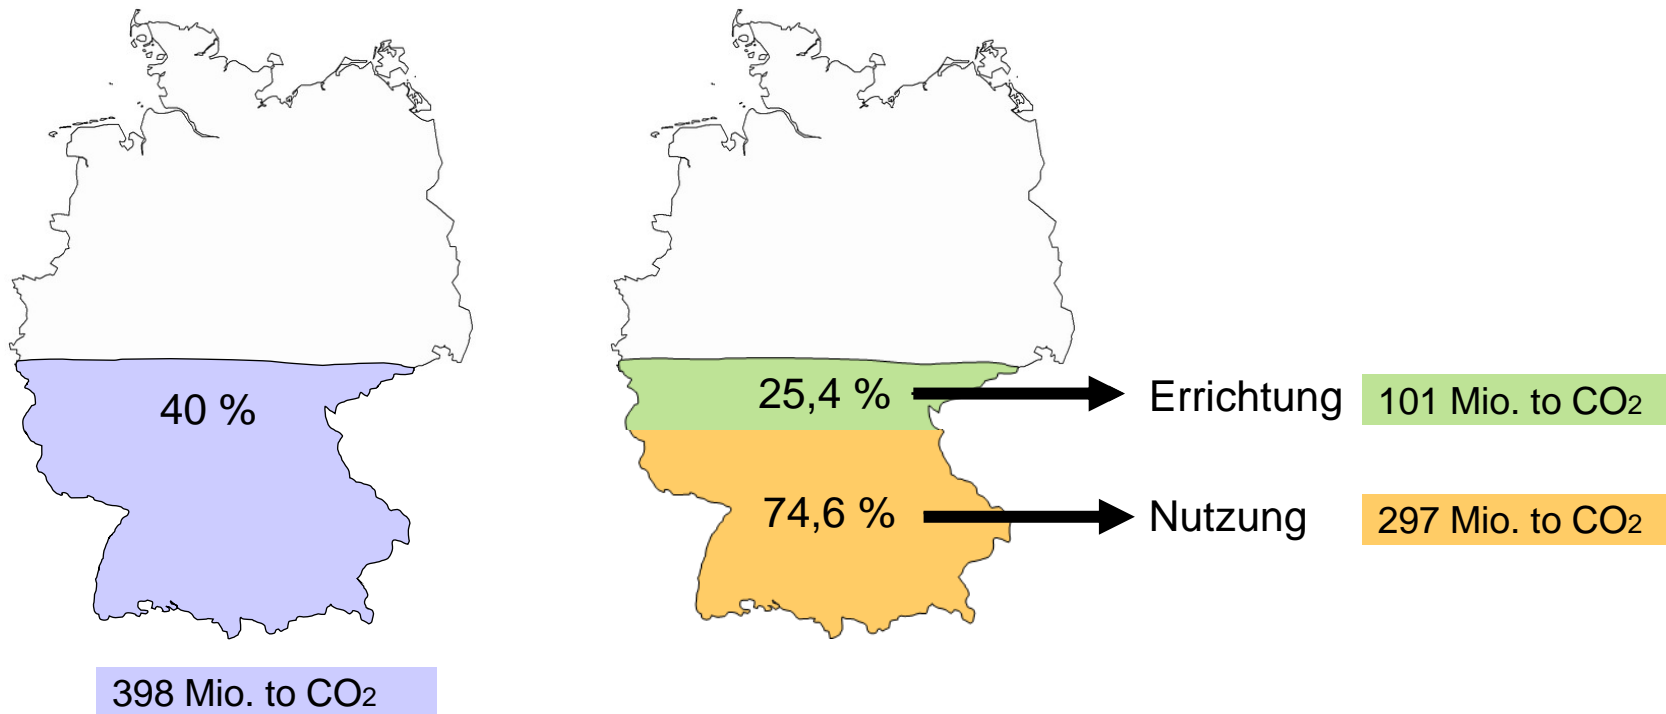 40 %
398 Mio. to CO2
25,4 %
Errichtung
101 Mio. to CO2
74,6 %
Nutzung
297 Mio. to CO2